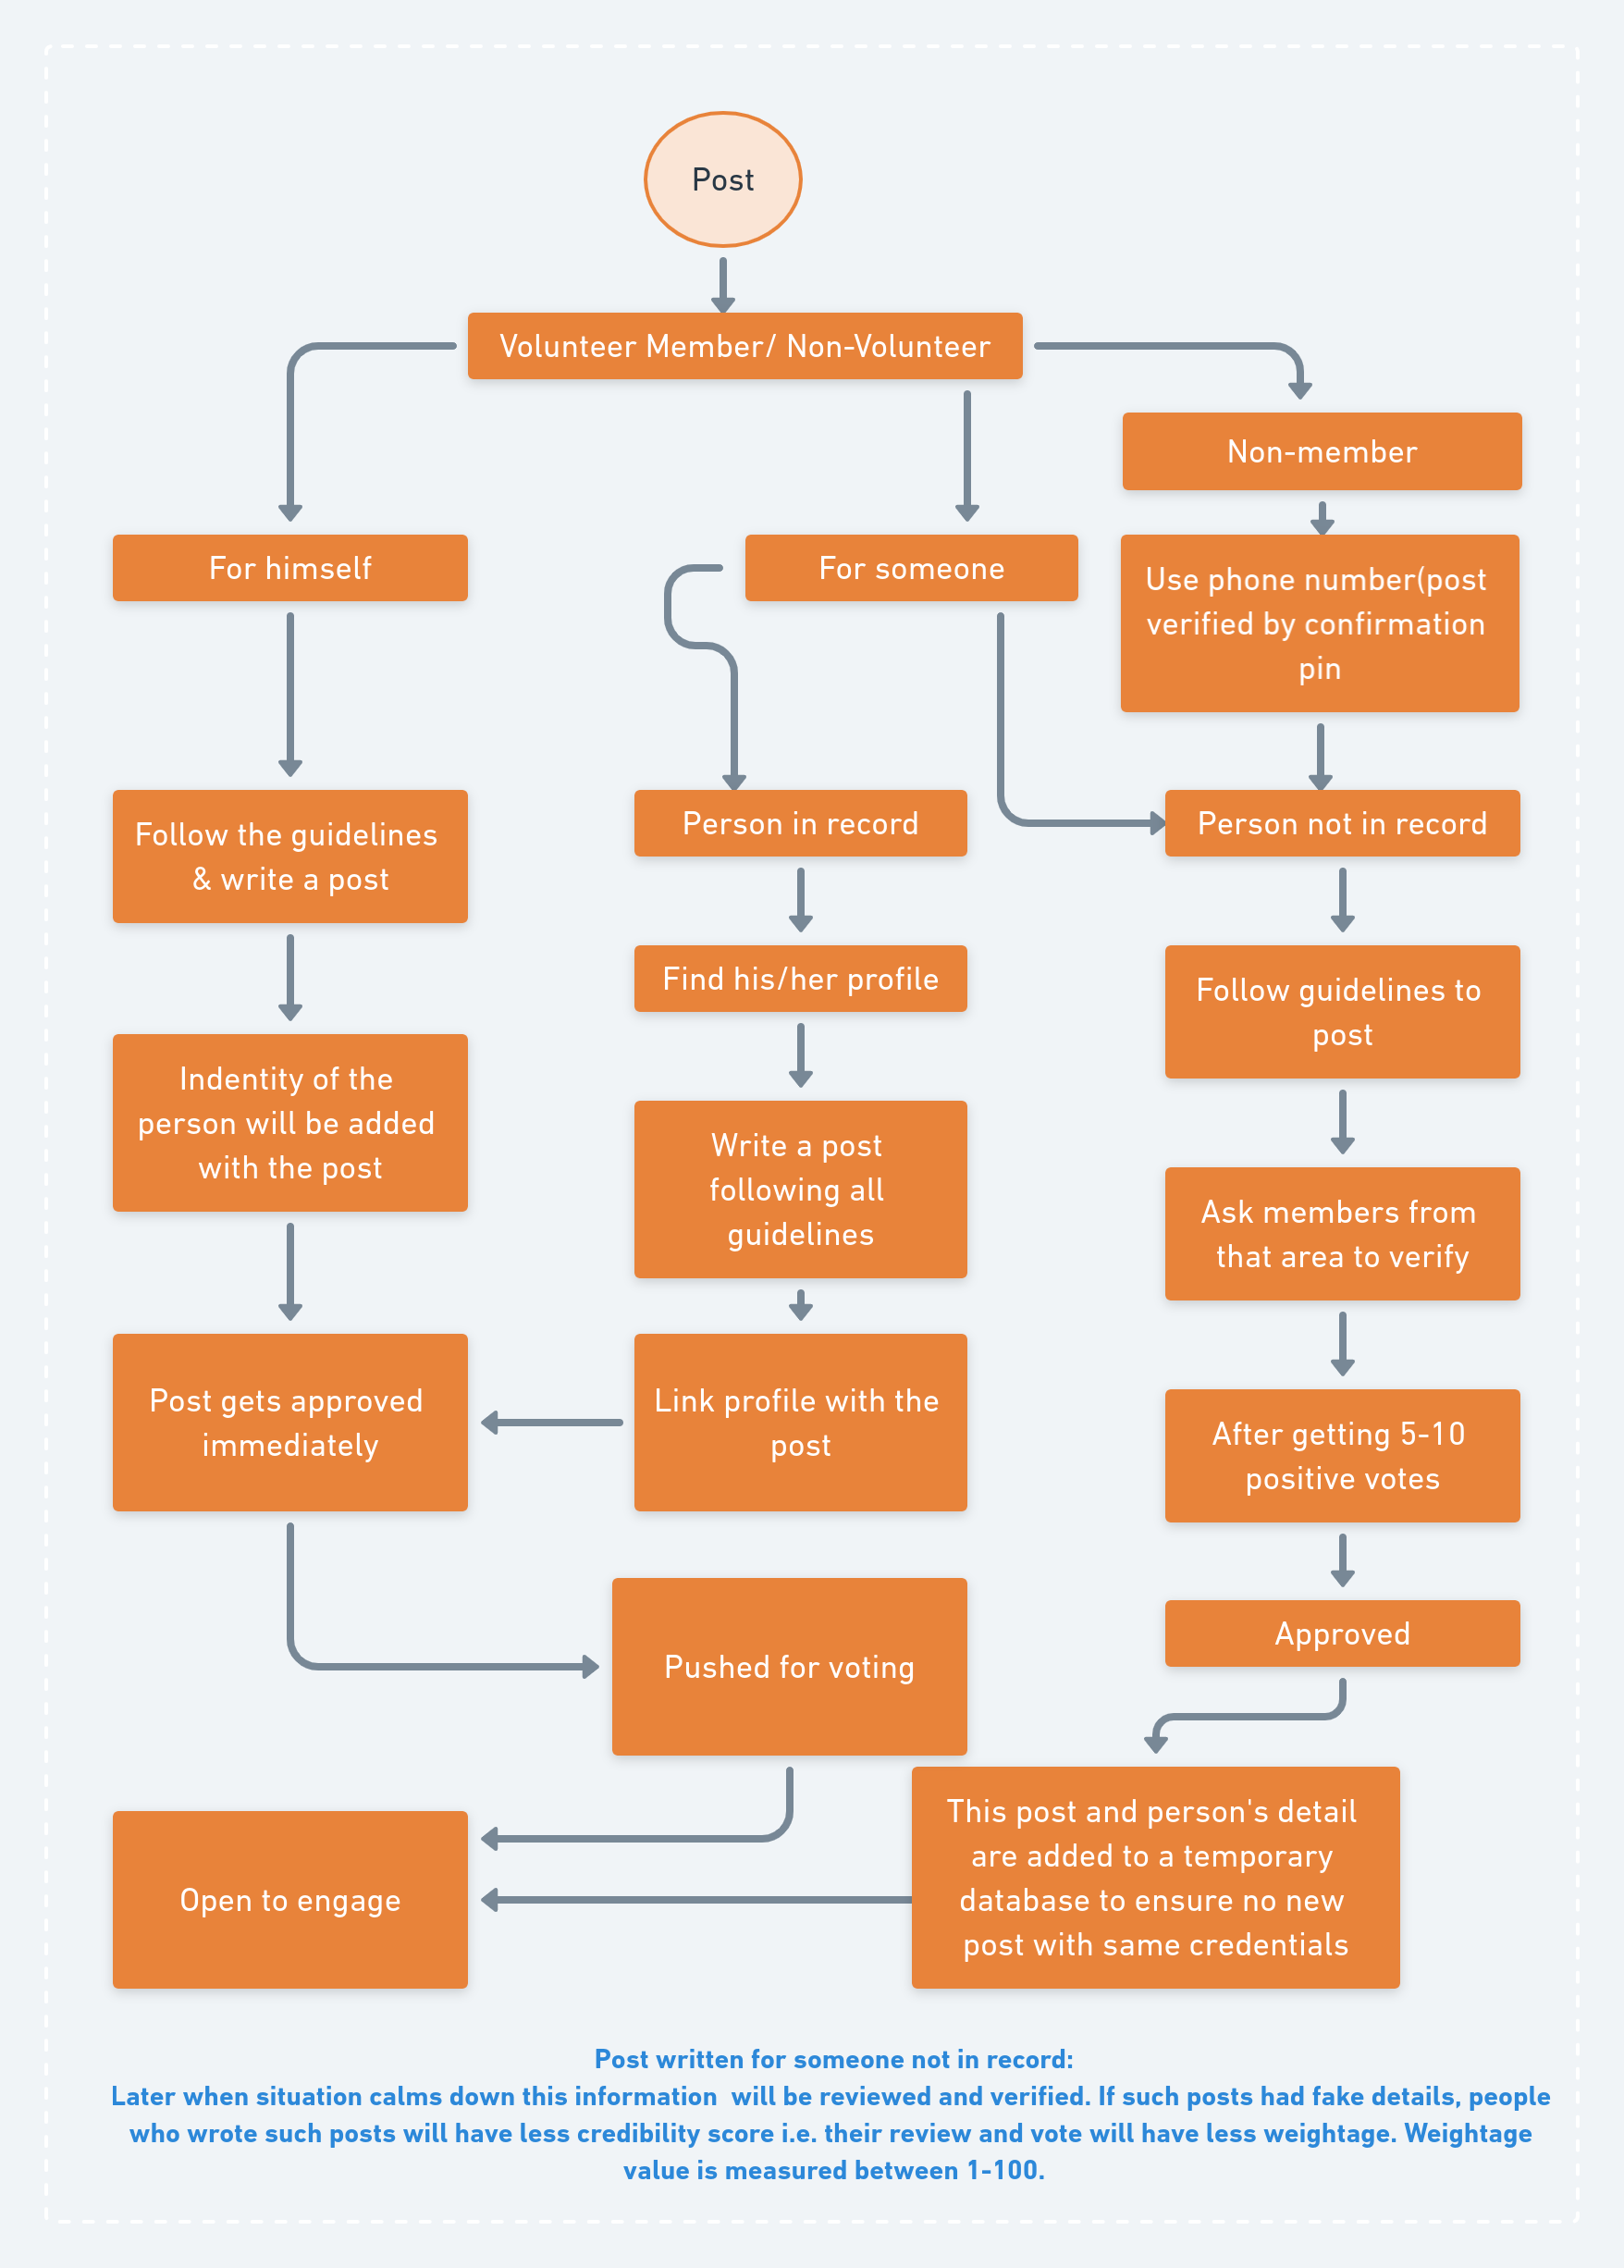 Post
Volunteer Member/ Non-Volunteer
Non-member
For himself
For someone
Use phone number(post
verified by confirmation
pin
Follow the guidelines
& write a post
Person in record
Person not in record
Find his/her profile
Follow guidelines to
post
Indentity of the
person will be added
with the post
Write a post
following all
guidelines
Ask members from
that area to verify
Post gets approved
immediately
Link profile with the
post
After getting 5-10
positive votes
Pushed for voting
Approved
Open to engage
This post and person's detail
are added to a temporary
database to ensure no new
post with same credentials
Post written for someone not in record:
Later when situation calms down this information  will be reviewed and verified. If such posts had fake details, people
who wrote such posts will have less credibility score i.e. their review and vote will have less weightage. Weightage
value is measured between 1-100.